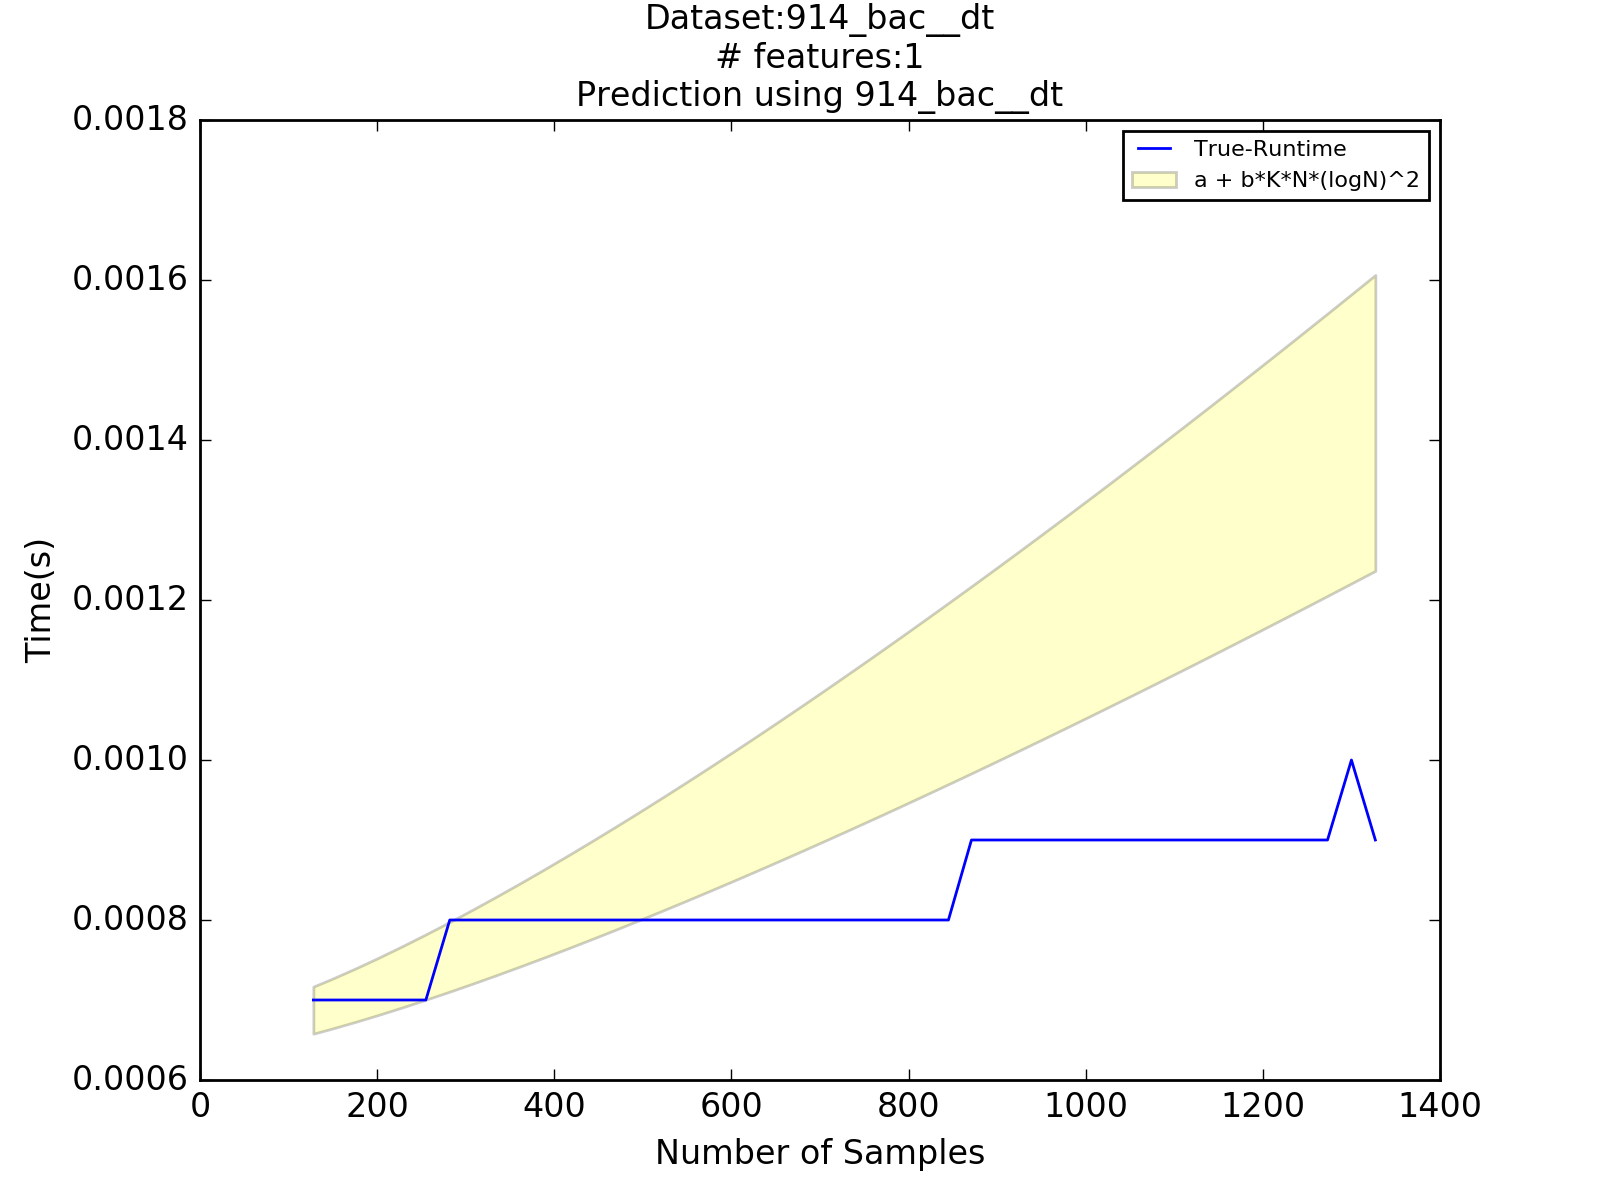 Dataset:914_bac__dt
# features:1
Prediction using 914_bac__dt
0.0018
0.0016
0.0014
0.0012
0.0010
0.0008
0.0006
Time(s)
True-Runtime
a + b*K*N*(logN)^2
0 200 400 600 800 1000 1200 1400
Number of Samples